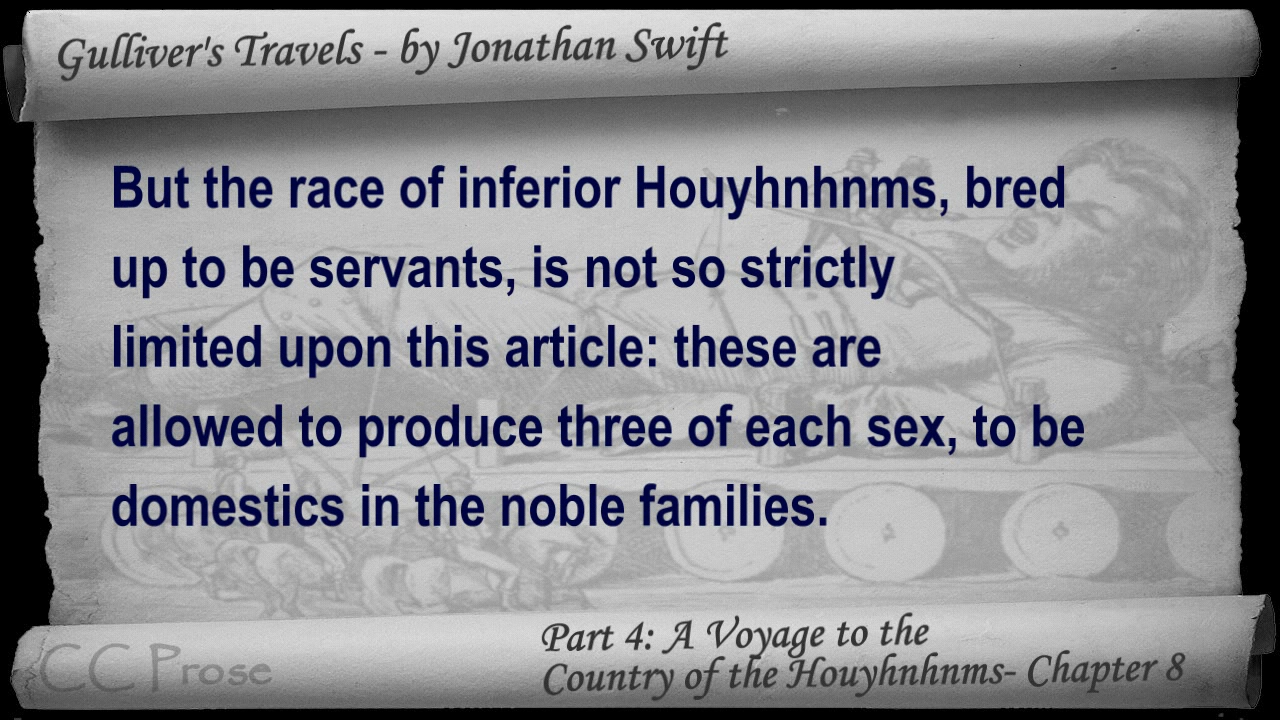 Gulliver's Travels - by Jonathan Swift
But the race of inferior Houyhnhnms, bred
up to be servants, is not so strictly
limited upon this article: these are
allowed to produce three of each sex, to be
domestics in the noble families.
CC Prose
Part 4: A Voyage to the
Country of the Houyhnhnms- Chapter 8